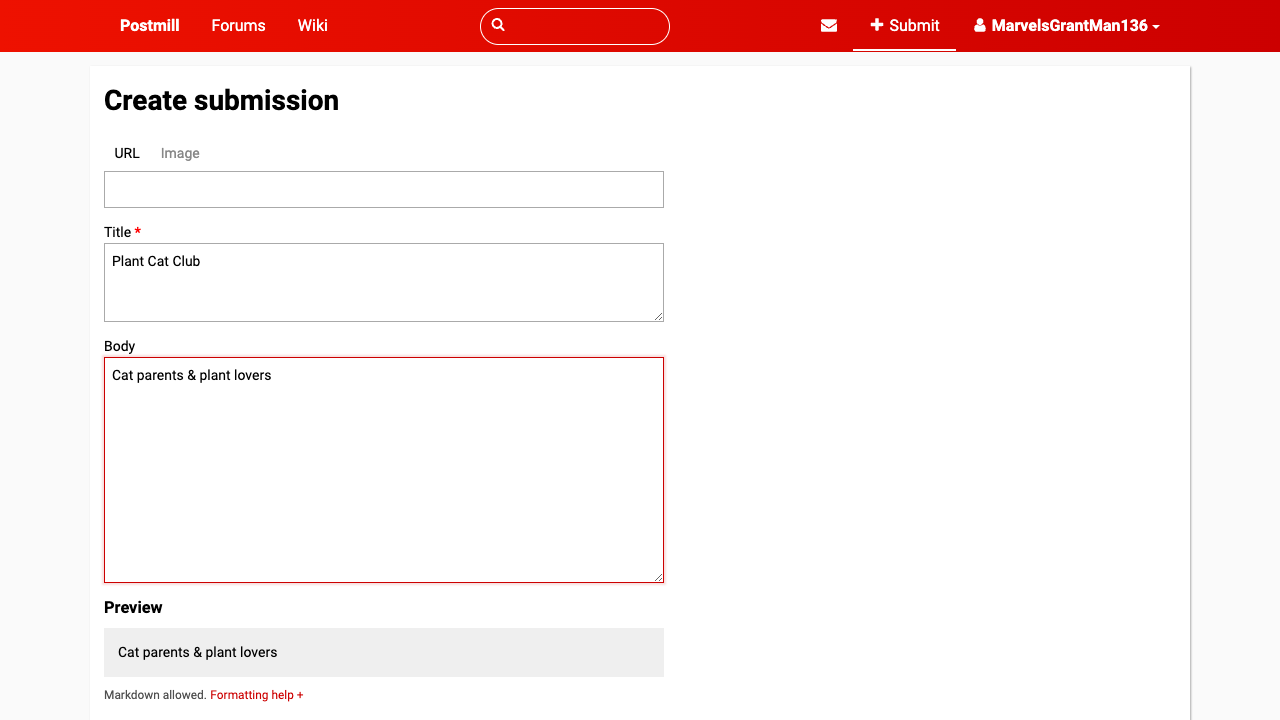 Postmill Forums Wiki Submit MarvelsGrantMan136
Create submission
URL Image
Title *
Plant Cat Club
Body
Cat parents & plant lovers
Preview
Cat parents & plant lovers
Markdown allowed. Formatting help +